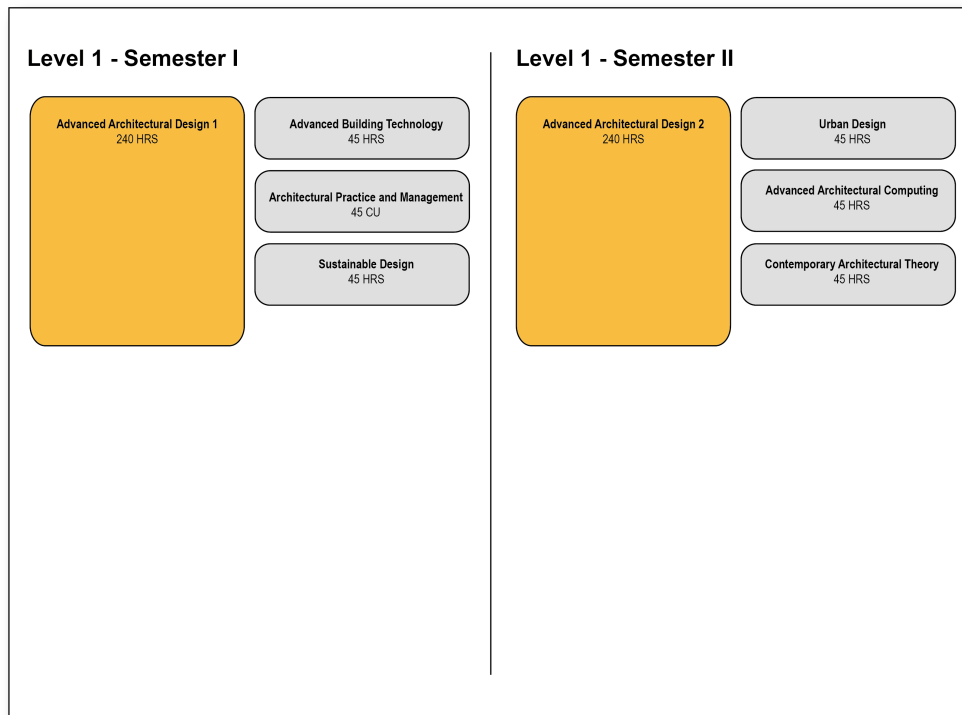 Level 1 - Semester I
Advanced Architectural Design 1
240 HRS
Advanced Building Technology
45 HRS
Architectural Practice and Management
45 CU
Sustainable Design
45 HRS
Level 1 - Semester II
Advanced Architectural Design 2
240 HRS
Urban Design
45 HRS
Advanced Architectural Computing
45 HRS
Contemporary Architectural Theory
45 HRS